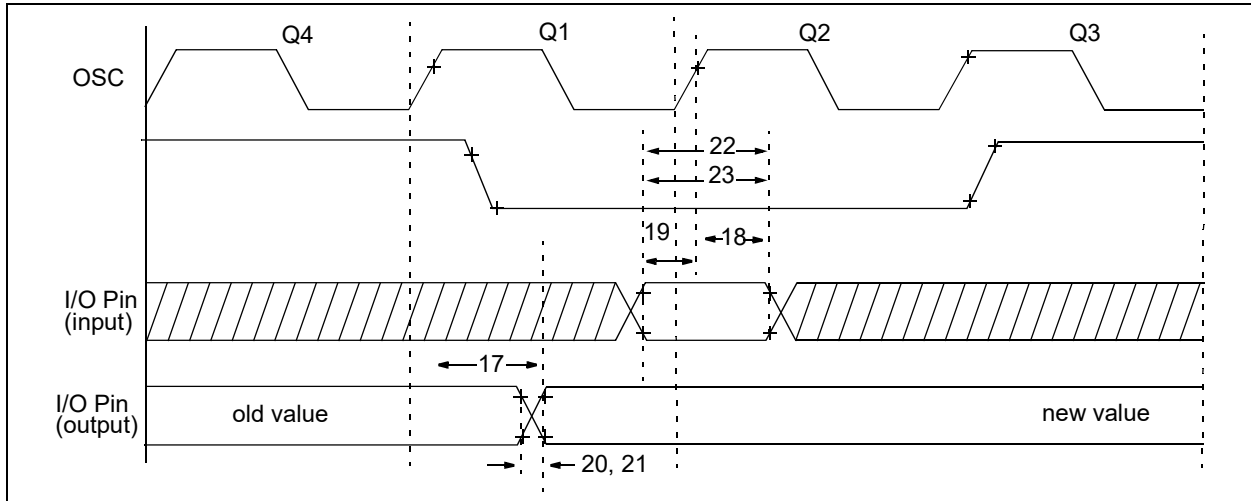 Q4
Q1
Q2
Q3
OSC
22
23
19
18
I/O Pin
(input)
17
I/O Pin
(output)
old value
new value
20, 21